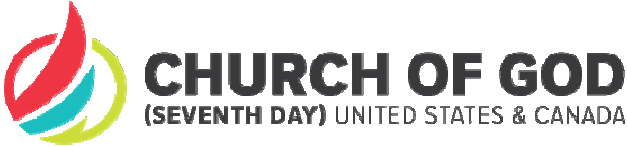 CHURCH OF GOD
(SEVENTH DAY) UNITED STATES & CANADA